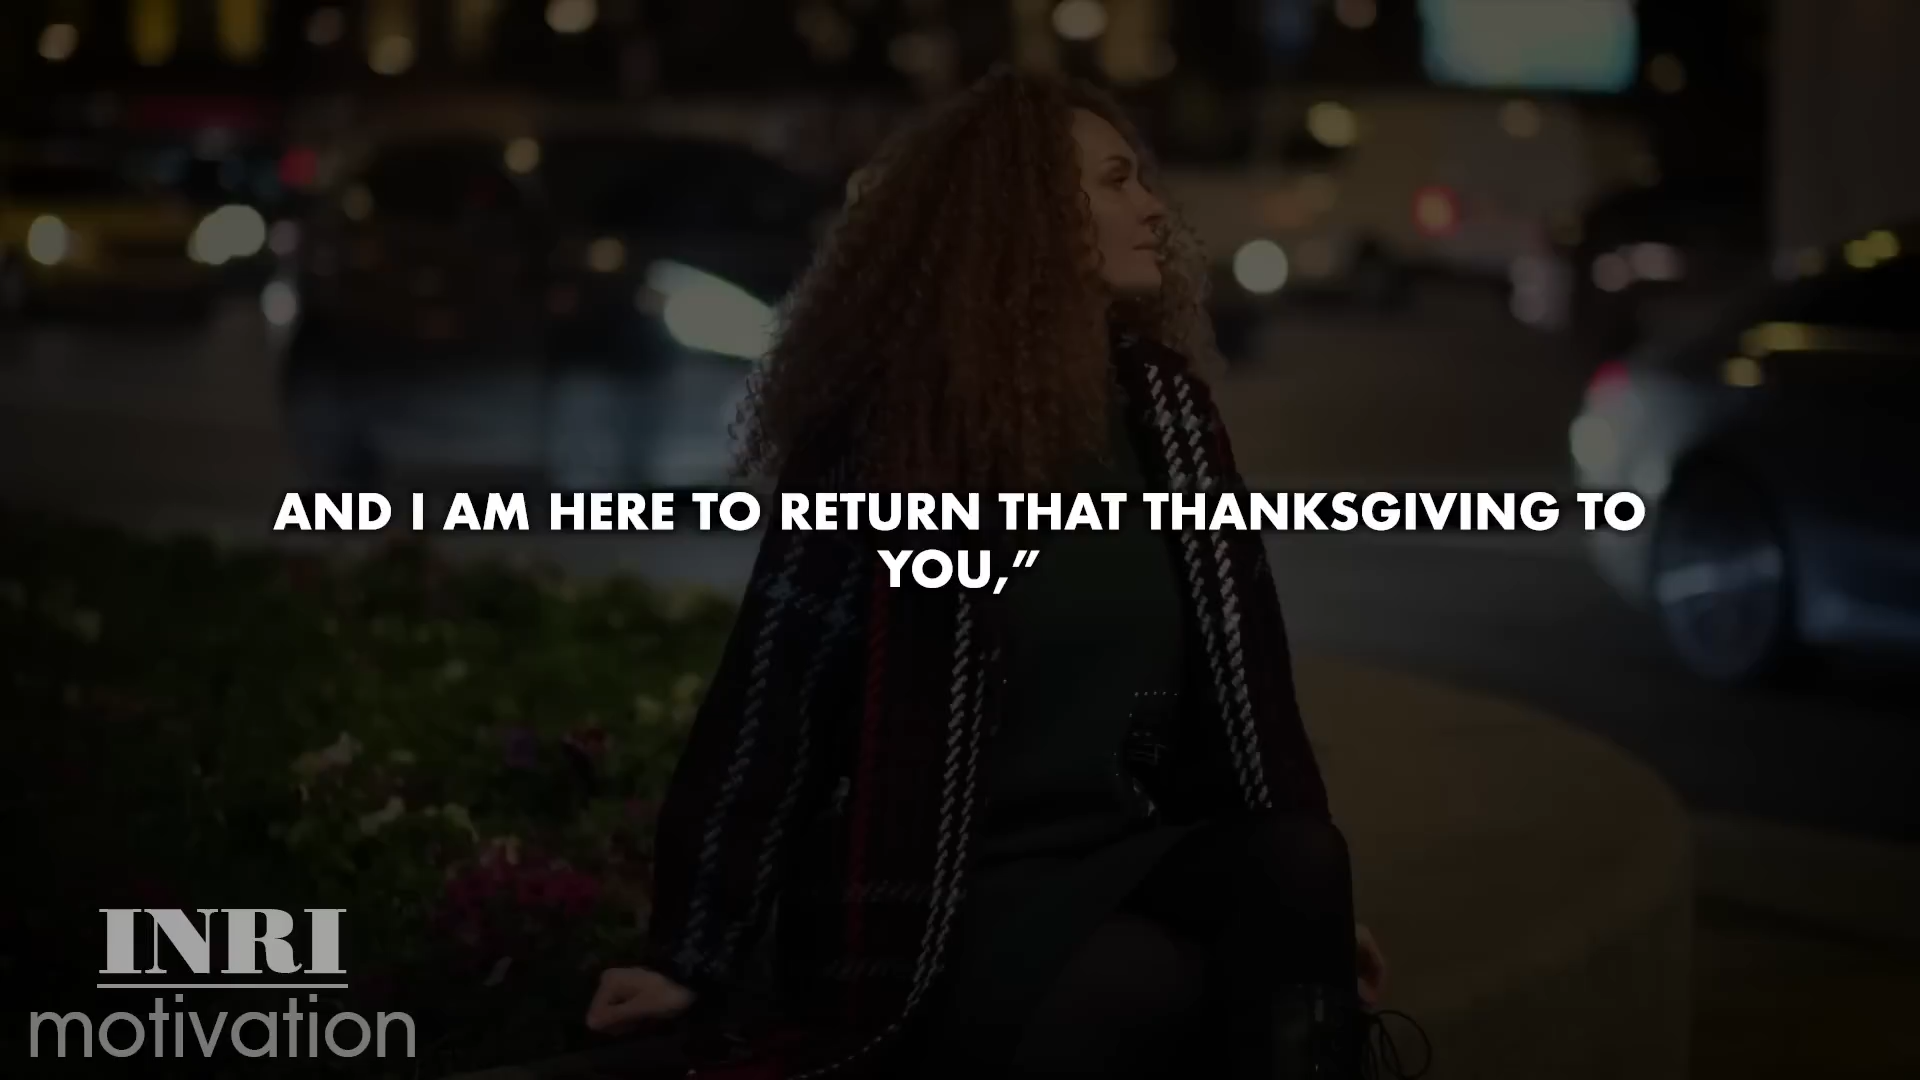 AND I AM HERE TO RETURN THAT THANKSGIVING TO
YOU,”
INRI
motivation